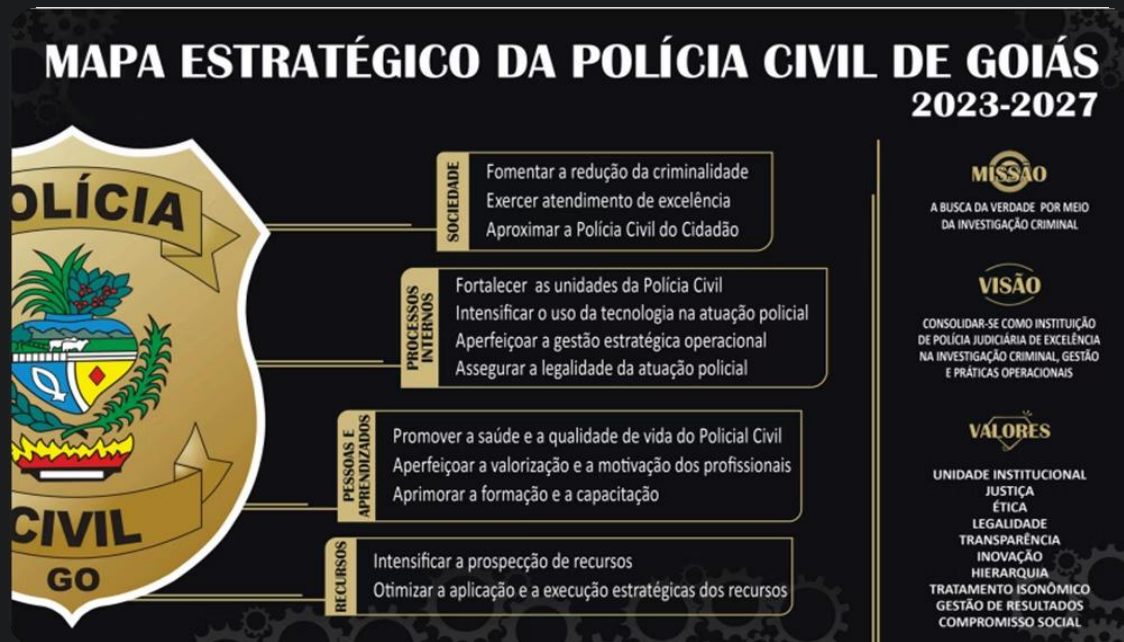 MAPA ESTRATÉGICO DA POLÍCIA CIVIL DE GOIÁS
2023-2027
OLÍCIA
CIVIL
GO
SOCIEDADE
Fomentar a redução da criminalidade
Exercer atendimento de excelência
Aproximar a Polícia Civil do Cidadão
PROCESSOS
INTERNOS
Fortalecer as unidades da Polícia Civil
Intensificar o uso da tecnologia na atuação policial
Aperfeiçoar a gestão estratégica operacional
Assegurar a legalidade da atuação policial
PESSOAS E
APRENDIZADOS
Promover a saúde e a qualidade de vida do Policial Civil
Aperfeiçoar a valorização e a motivação dos profissionais
Aprimorar a formação e a capacitação
RECURSOS
Intensificar a prospecção de recursos
Otimizar a aplicação e a execução estratégicas dos recursos
MISSÃO
A BUSCA DA VERDADE POR MEIO
DA INVESTIGAÇÃO CRIMINAL
VISÃO
CONSOLIDAR-SE COMO INSTITUIÇÃO
DE POLÍCIA JUDICIÁRIA DE EXCELÊNCIA
NA INVESTIGAÇÃO CRIMINAL, GESTÃO
E PRÁTICAS OPERACIONAIS
VALORES
UNIDADE INSTITUCIONAL
JUSTIÇA
ÉTICA
LEGALIDADE
TRANSPARÊNCIA
INOVAÇÃO
HIERARQUIA
TRATAMENTO ISONÔMICO
GESTÃO DE RESULTADOS
COMPROMISSO SOCIAL